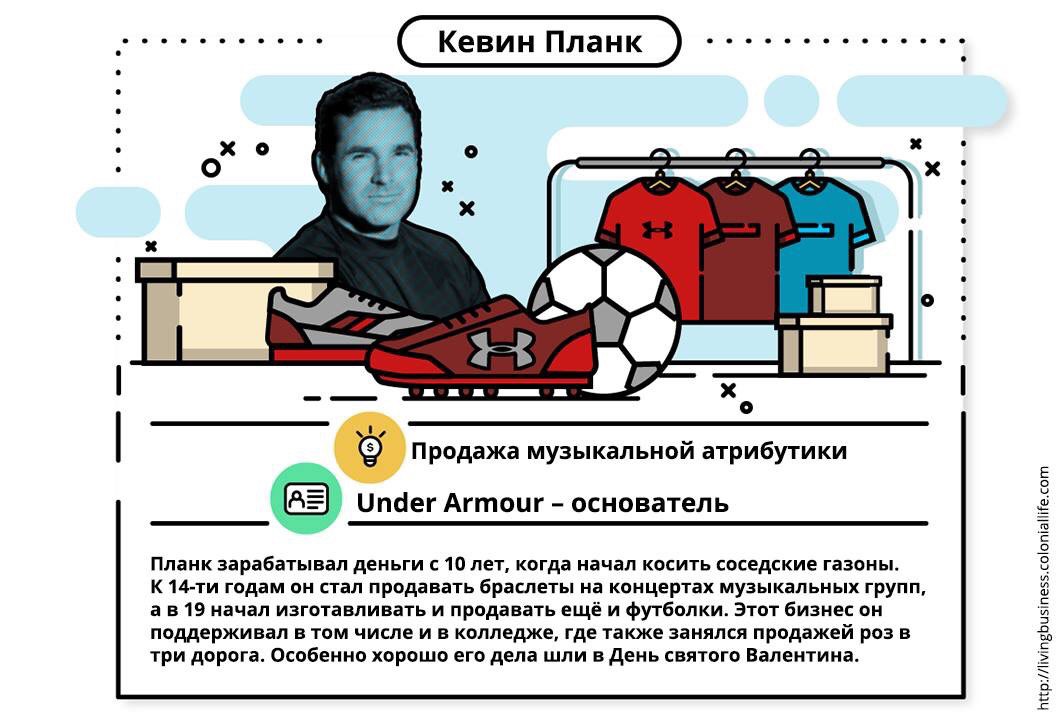 Кевин Планк
Продажа музыкальной атрибутики
Under Armour – основатель
Планк зарабатывал деньги с 10 лет, когда начал косить соседские газоны.
К 14-ти годам он стал продавать браслеты на концертах музыкальных групп,
а в 19 начал изготавливать и продавать ещё и футболки. Этот бизнес он
поддерживал в том числе и в колледже, где также занялся продажей роз в
три дорога. Особенно хорошо его дела шли в День святого Валентина.
http://livingbusiness.coloniallife.com